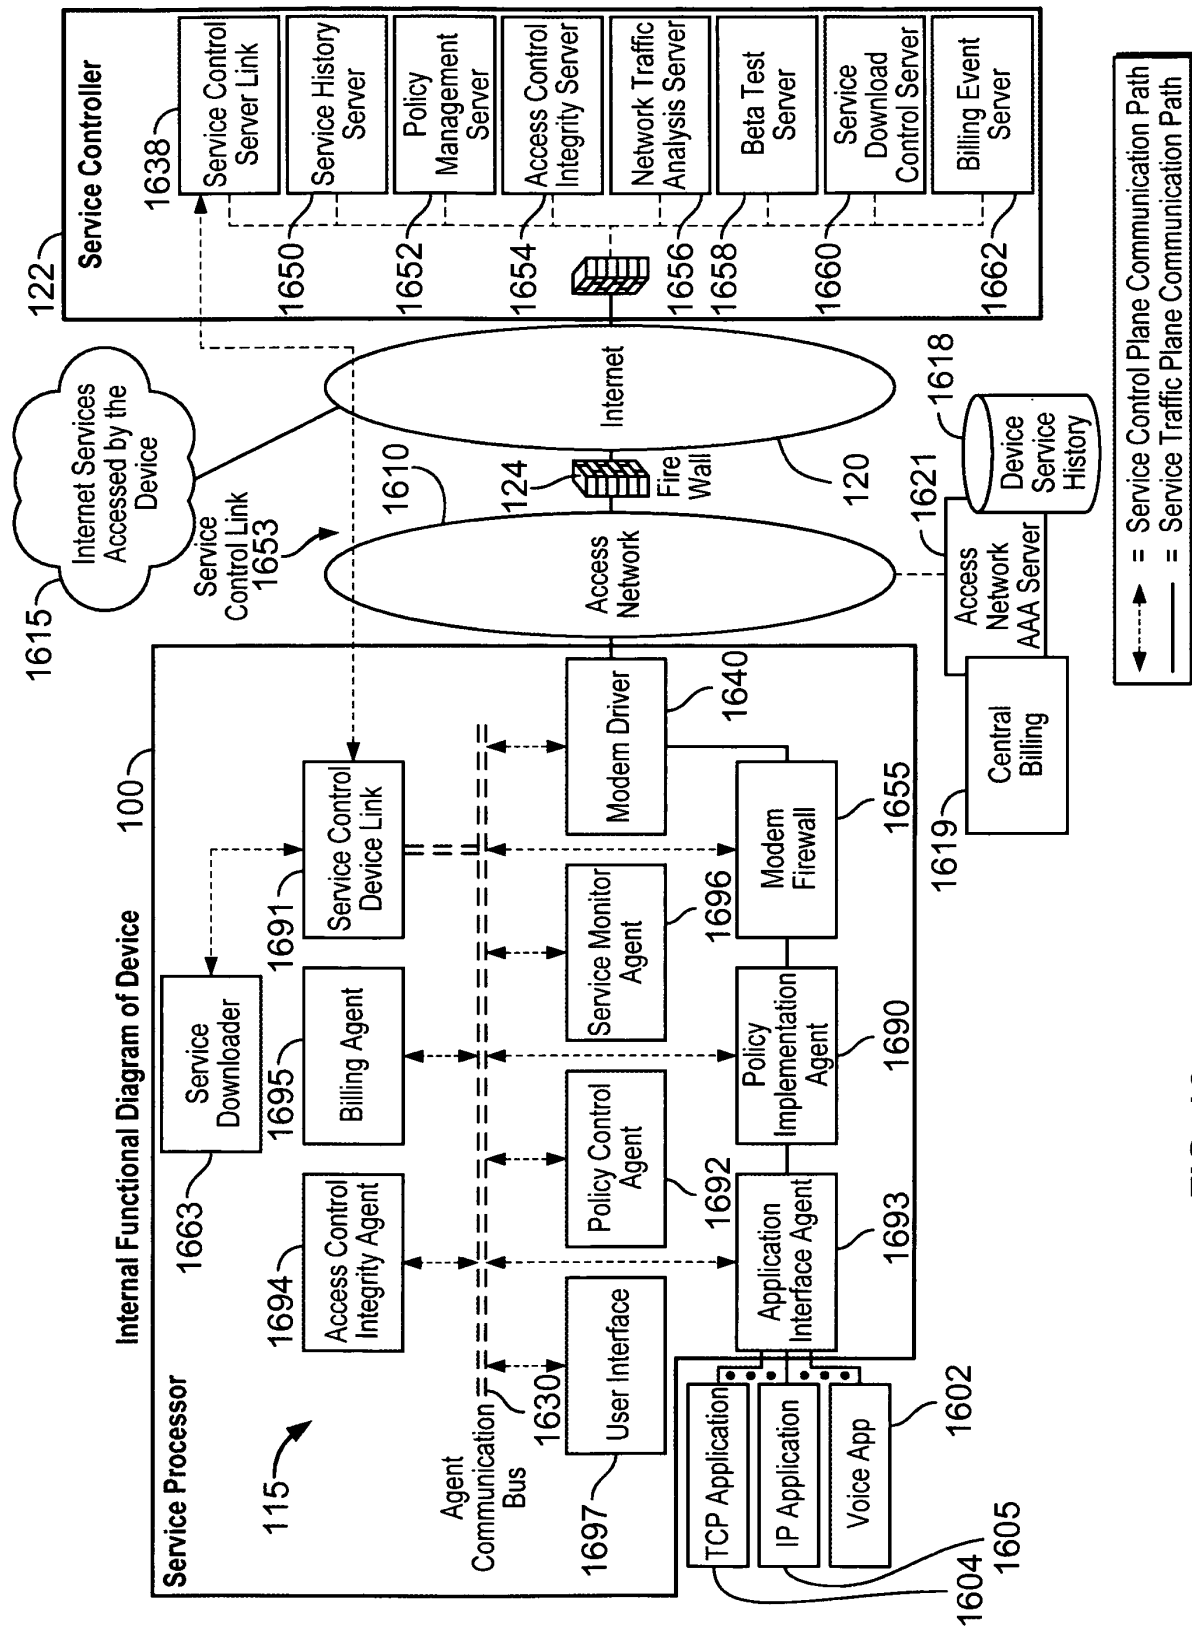 Internal Functional Diagram of Device
100
Service Processor
115
1663
Service
Downloader
1694
Access Control
Integrity Agent
1695
Billing Agent
1691
Service Control
Device Link
Agent
Communication
Bus
1630
1697
User Interface
Policy Control
Agent
1692
Service Monitor
Agent
1696
Modem Driver
1640
Application
Interface Agent
1693
Policy
Implementation
Agent
1690
Modem
Firewall
1655
TCP Application
IP Application
Voice App
1604
1605
1602
1615
Internet Services
Accessed by the
Device
Service
Control Link
1653
1610
Access
Network
124
Fire
Wall
Internet
120
1619
Central
Billing
Access
Network
AAA Server
1621
1618
Device
Service
History
122
Service Controller
1638
Service Control
Server Link
1650
Service History
Server
1652
Policy
Management
Server
1654
Access Control
Integrity Server
1656
Network Traffic
Analysis Server
1658
Beta Test
Server
1660
Service
Download
Control Server
1662
Billing Event
Server
= Service Control Plane Communication Path
= Service Traffic Plane Communication Path